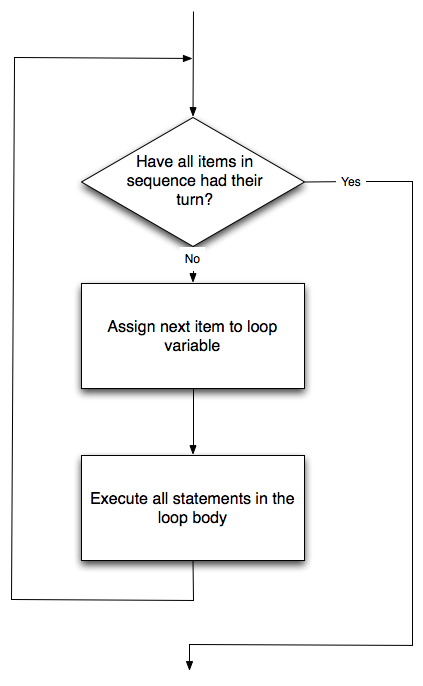 Have all items in
sequence had their
turn?
Yes
No
Assign next item to loop
variable
Execute all statements in the
loop body